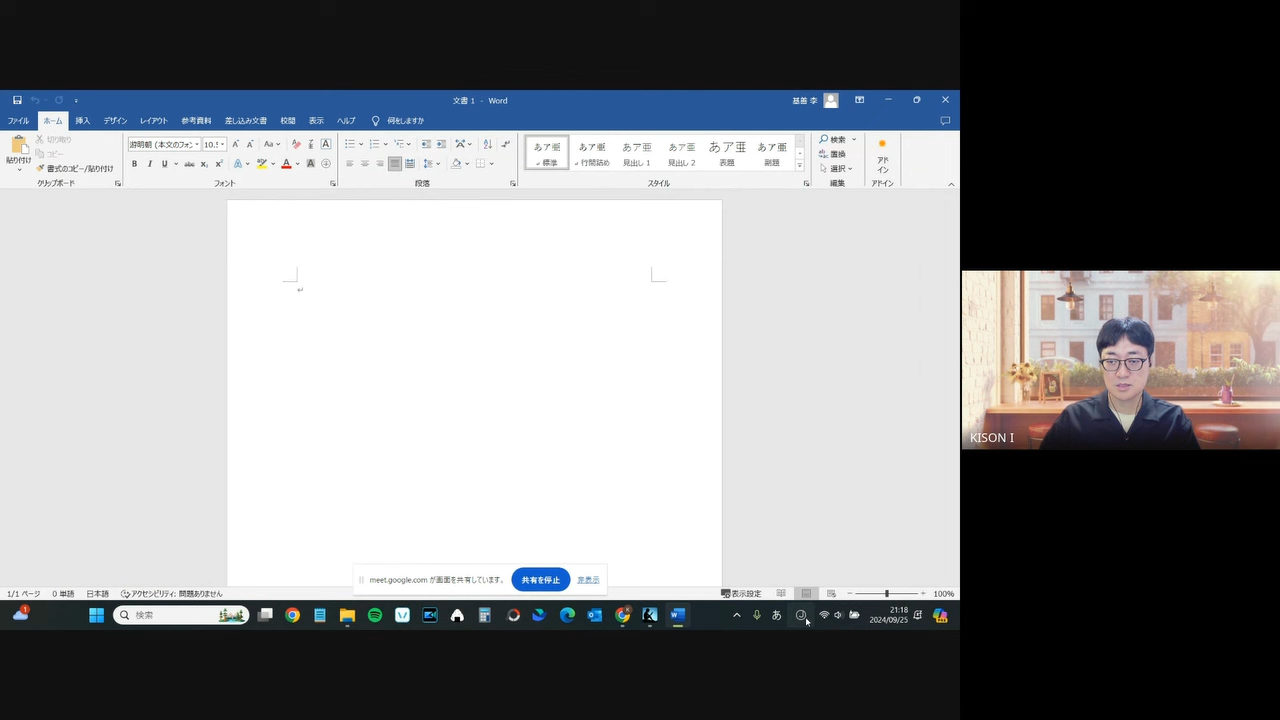 文書 1 - Word
基善 李
ファイル ホーム 挿入 デザイン レイアウト 参考資料 差し込み文書 校閲 表示 ヘルプ 何をしますか
貼り付け
切り取り
コピー
書式のコピー/貼り付け
クリップボード
游明朝 (本文のフォン 10.5
フォント
段落
あア亜 あア亜 あア亜 あア亜 あア亜 あア亜
標準 行間詰め 見出し 1 見出し 2 表題 副題
スタイル
検索
置換
選択
編集
アド
イン
アドイン
KISON I
meet.google.com が画面を共有しています。 共有を停止 非表示
1/1 ページ 0 単語 日本語 アクセシビリティ: 問題ありません 表示設定 100%
1
検索
あ
21:18
2024/09/25